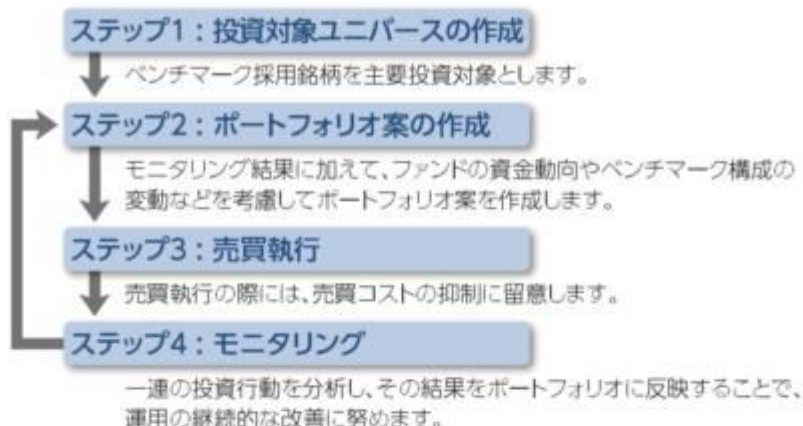 ステップ1：投資対象ユニバースの作成
ベンチマーク採用銘柄を主要投資対象とします。
ステップ2：ポートフォリオ案の作成
モニタリング結果に加えて、ファンドの資金動向やベンチマーク構成の
変動などを考慮してポートフォリオ案を作成します。
ステップ3：売買執行
売買執行の際には、売買コストの抑制に留意します。
ステップ4：モニタリング
一連の投資行動を分析し、その結果をポートフォリオに反映することで、
運用の継続的な改善に努めます。